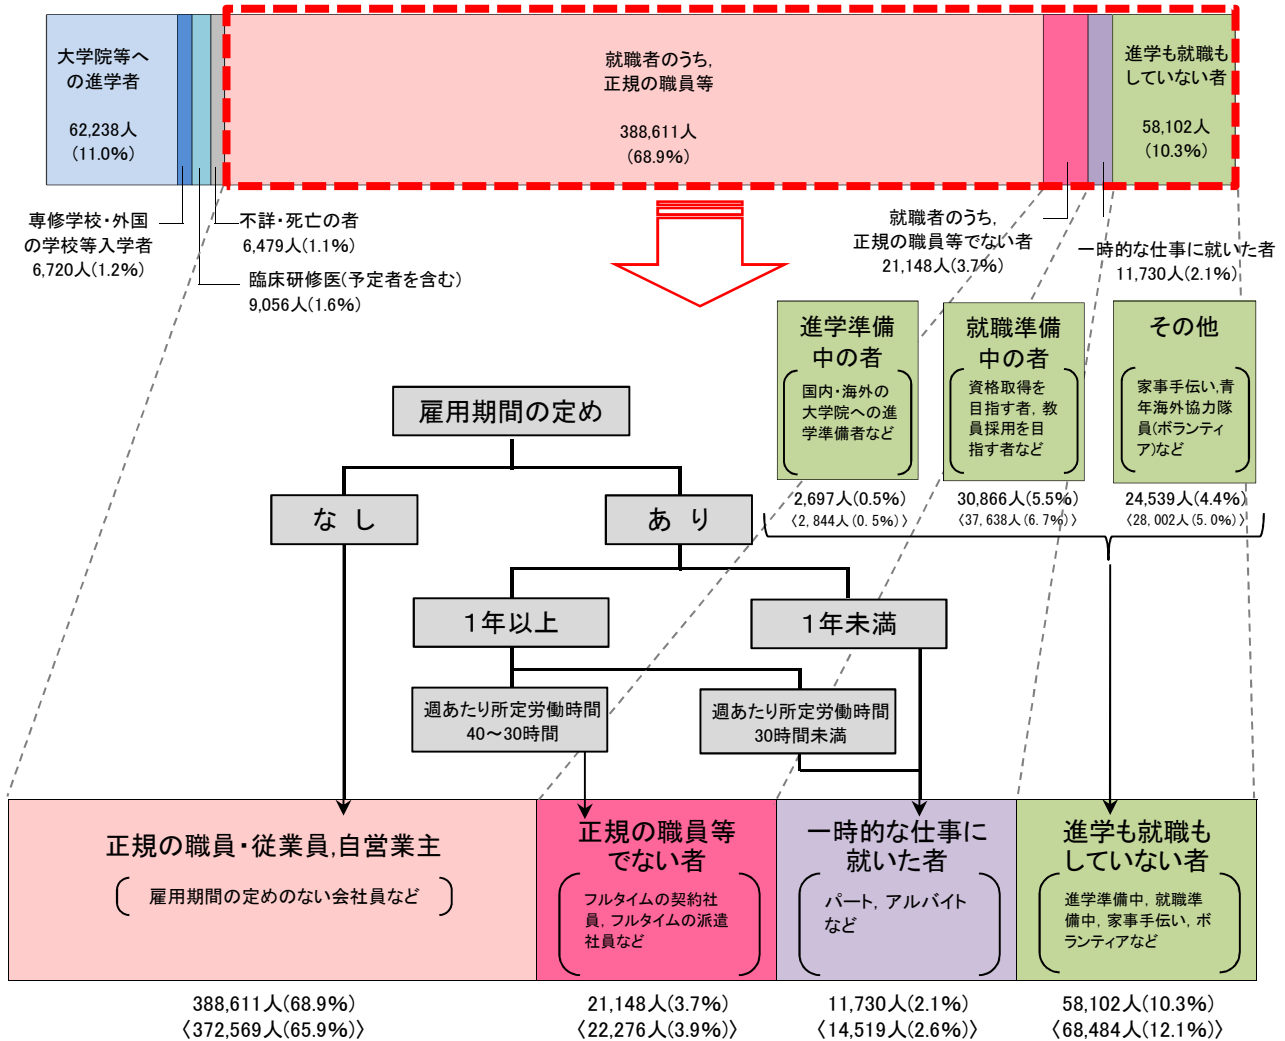 大学院等へ
の進学者
62,238人
(11.0%)
就職者のうち,
正規の職員等
388,611人
(68.9%)
進学も就職も
していない者
58,102人
(10.3%)
専修学校・外国
の学校等入学者
6,720人(1.2%)
不詳・死亡の者
6,479人(1.1%)
臨床研修医(予定者を含む)
9,056人(1.6%)
就職者のうち,
正規の職員等でない者
21,148人(3.7%)
一時的な仕事に就いた者
11,730人(2.1%)
進学準備
中の者
国内・海外の
大学院への進
学準備者など
2,697人(0.5%)
〈2,844人(0.5%)〉
就職準備
中の者
資格取得を
目指す者, 教
員採用を目
指す者など
30,866人(5.5%)
〈37,638人(6.7%)〉
その他
家事手伝い,青
年海外協力隊
員(ボランティ
ア)など
24,539人(4.4%)
〈28,002人(5.0%)〉
雇用期間の定め
なし
あり
1年以上
1年未満
週あたり所定労働時間
40～30時間
週あたり所定労働時間
30時間未満
正規の職員・従業員,自営業主
雇用期間の定めのない会社員など
正規の職員等
でない者
フルタイムの契約社
員, フルタイムの派遣
社員など
一時的な仕事に
就いた者
パート, アルバイト
など
進学も就職も
していない者
進学準備中, 就職準
備中, 家事手伝い, ボ
ランティアなど
388,611人(68.9%)
〈372,569人(65.9%)〉
21,148人(3.7%)
〈22,276人(3.9%)〉
11,730人(2.1%)
〈14,519人(2.6%)〉
58,102人(10.3%)
〈68,484人(12.1%)〉